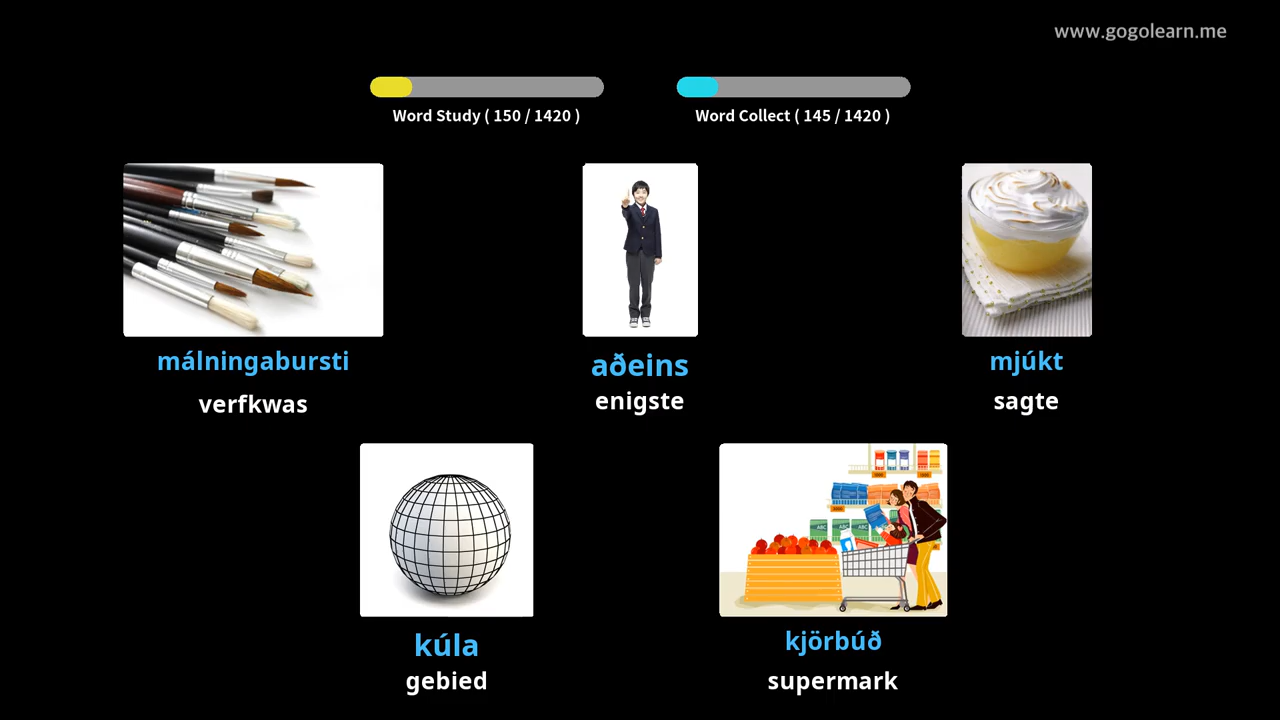 www.gogolearn.me
Word Study ( 150 / 1420 )
Word Collect ( 145 / 1420 )
málningabursti
verfkwas
aðeins
enigste
mjúkt
sagte
kúla
gebied
kjörbúð
supermark